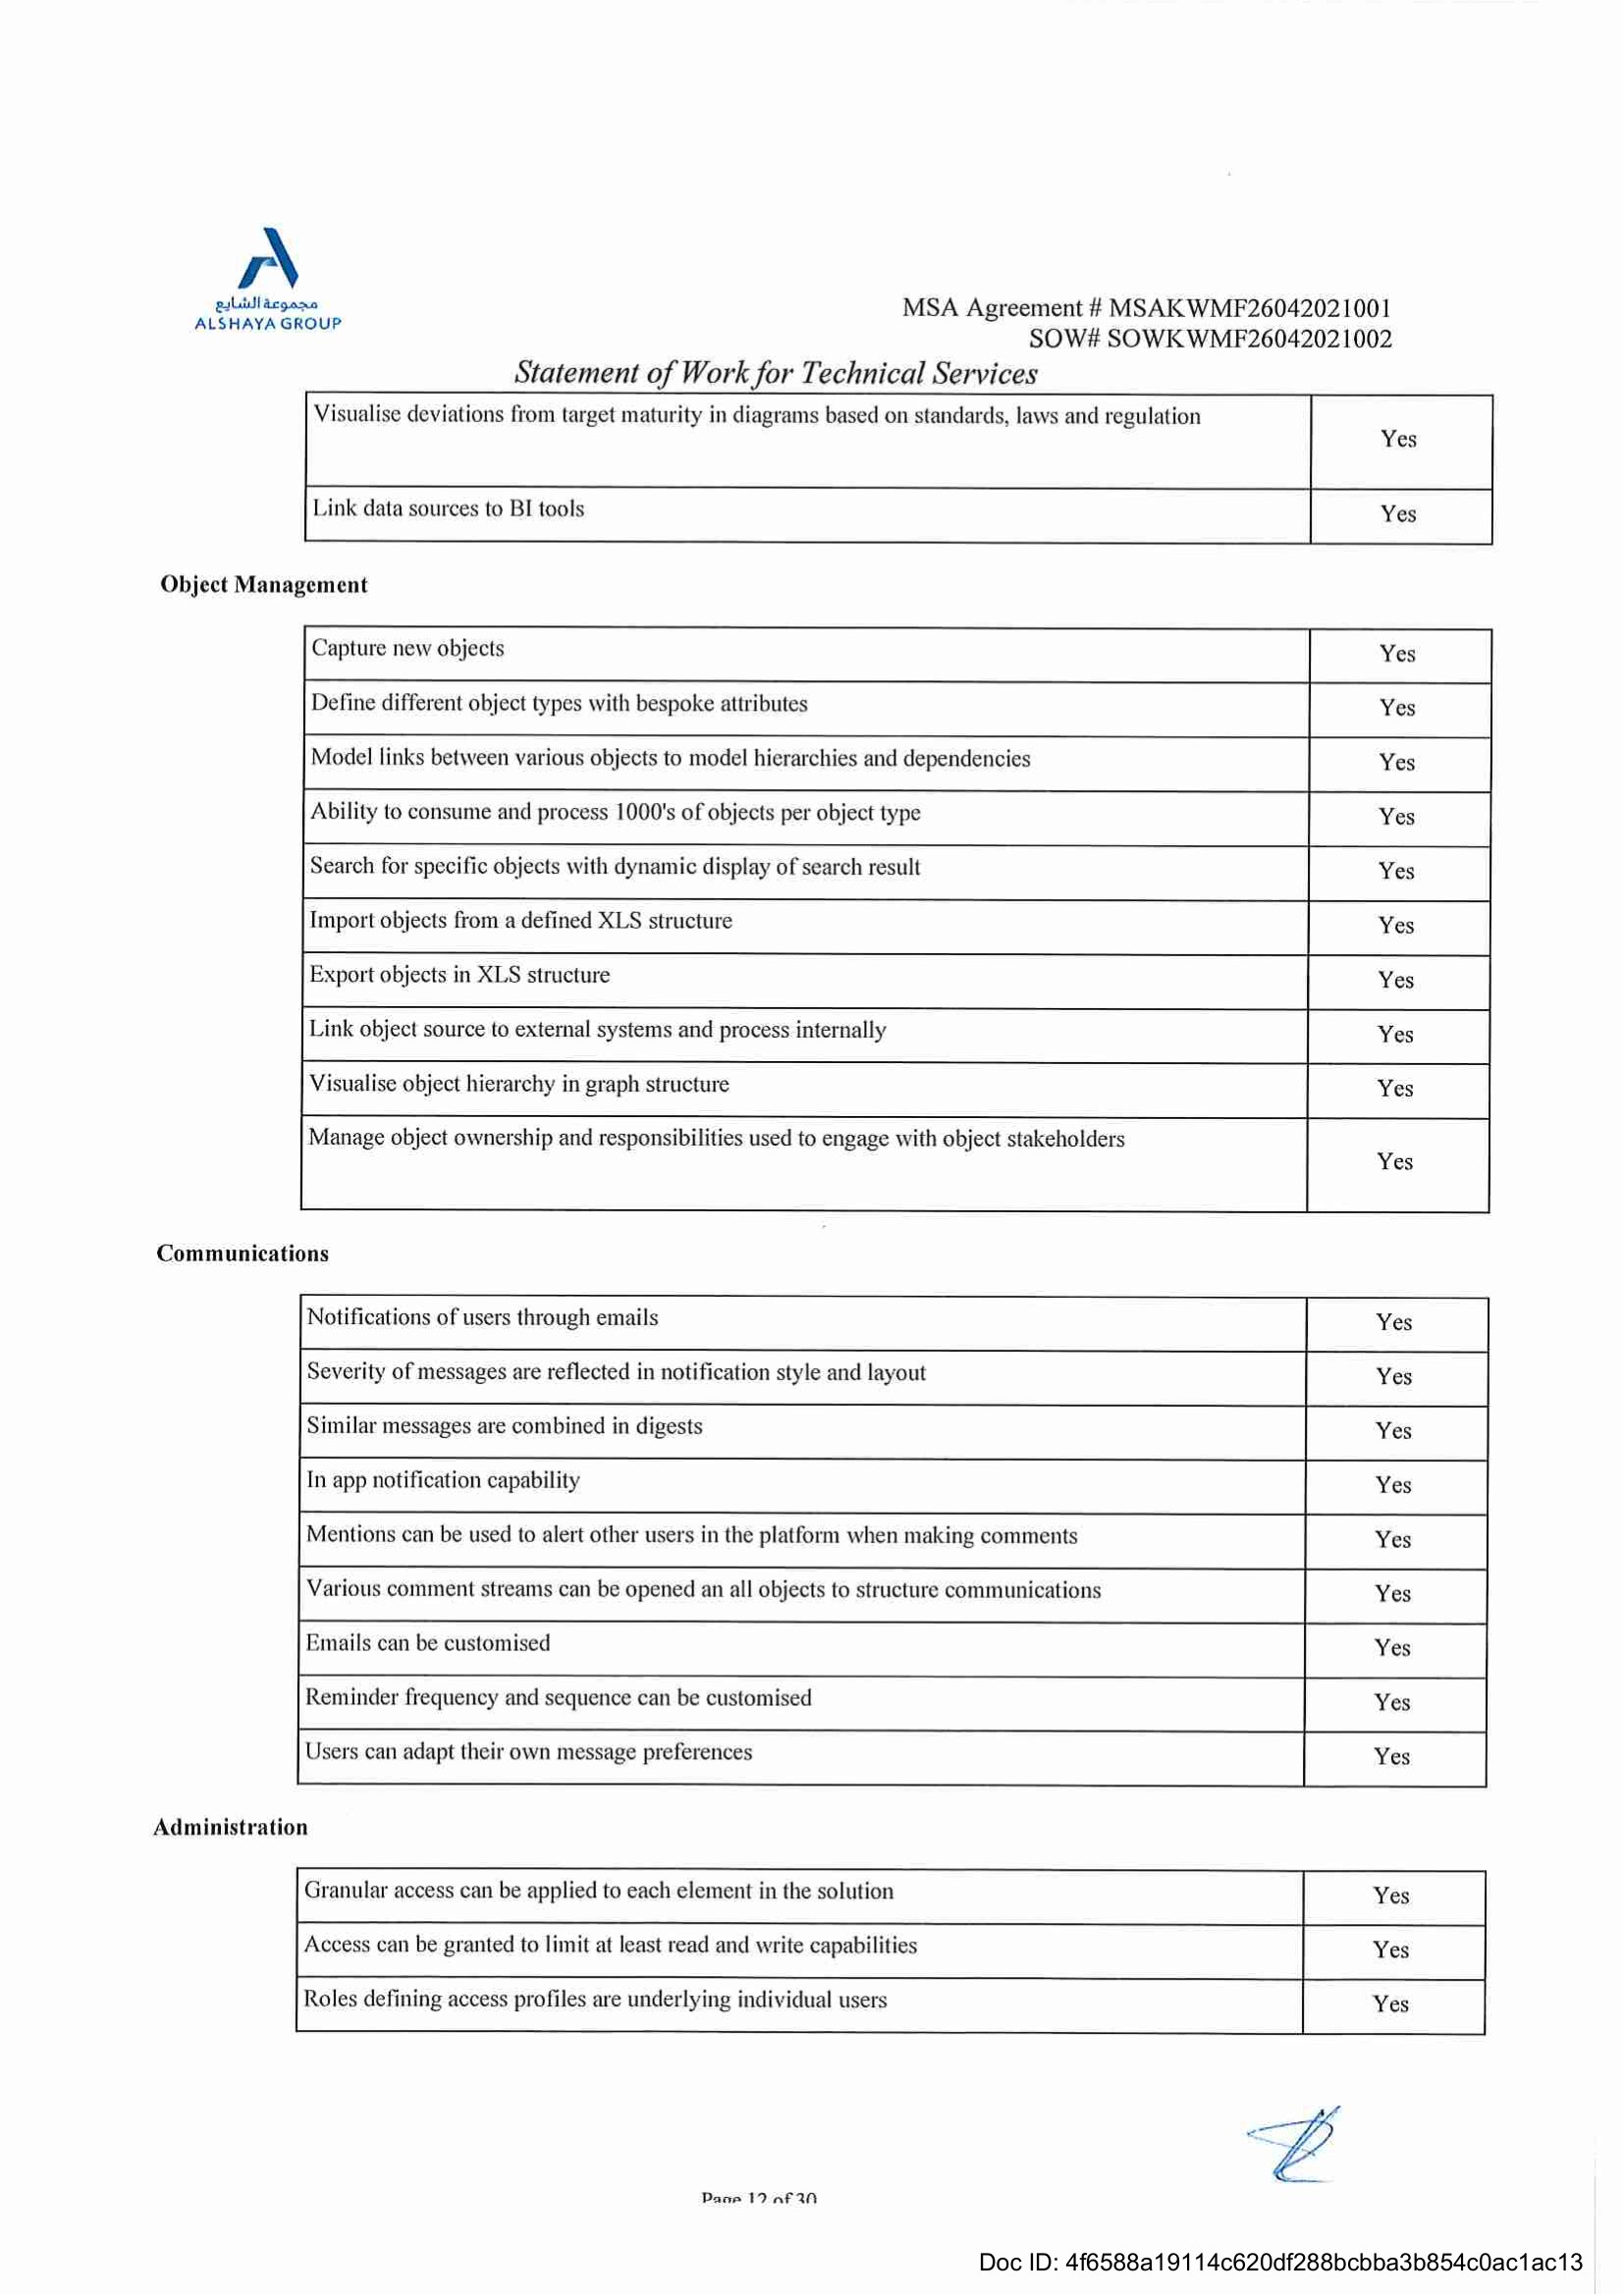 مجموعة الشايع
ALSHAYA GROUP
MSA Agreement # MSAKWMF26042021001
SOW# SOWKWMF26042021002
Statement of Work for Technical Services
Visualise deviations from target maturity in diagrams based on standards, laws and regulation Yes
Link data sources to BI tools Yes
Object Management
Capture new objects Yes
Define different object types with bespoke attributes Yes
Model links between various objects to model hierarchies and dependencies Yes
Ability to consume and process 1000's of objects per object type Yes
Search for specific objects with dynamic display of search result Yes
Import objects from a defined XLS structure Yes
Export objects in XLS structure Yes
Link object source to external systems and process internally Yes
Visualise object hierarchy in graph structure Yes
Manage object ownership and responsibilities used to engage with object stakeholders Yes
Communications
Notifications of users through emails Yes
Severity of messages are reflected in notification style and layout Yes
Similar messages are combined in digests Yes
In app notification capability Yes
Mentions can be used to alert other users in the platform when making comments Yes
Various comment streams can be opened an all objects to structure communications Yes
Emails can be customised Yes
Reminder frequency and sequence can be customised Yes
Users can adapt their own message preferences Yes
Administration
Granular access can be applied to each element in the solution Yes
Access can be granted to limit at least read and write capabilities Yes
Roles defining access profiles are underlying individual users Yes
Page 12 of 30
Doc ID: 4f6588a19114c620df288bcbba3b854c0ac1ac13